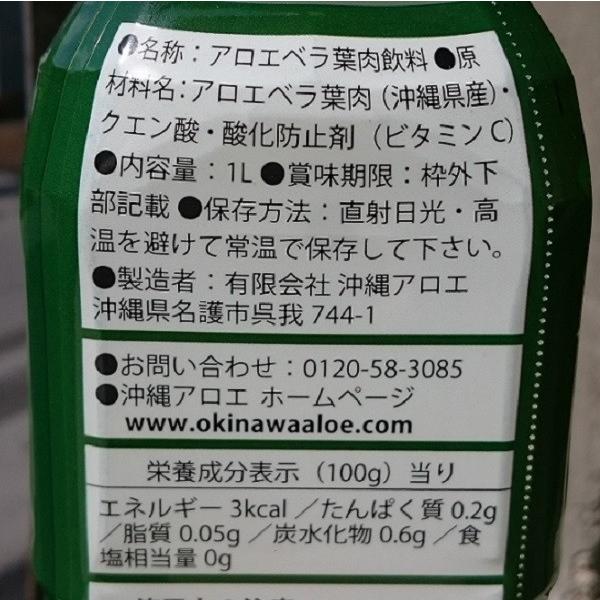 ●名称：アロエベラ葉肉飲料 ●原
材料名：アロエベラ葉肉（沖縄県産）・
クエン酸・酸化防止剤（ビタミンC）
●内容量：1L ●賞味期限：枠外下
部記載 ●保存方法：直射日光・高
温を避けて常温で保存して下さい。
●製造者：有限会社 沖縄アロエ
沖縄県名護市呉我 744-1
●お問い合わせ：0120-58-3085
●沖縄アロエ ホームページ
www.okinawaaloe.com
栄養成分表示（100g）当り
エネルギー 3kcal ／たんぱく質 0.2g
／脂質 0.05g ／炭水化物 0.6g ／食
塩相当量 0g